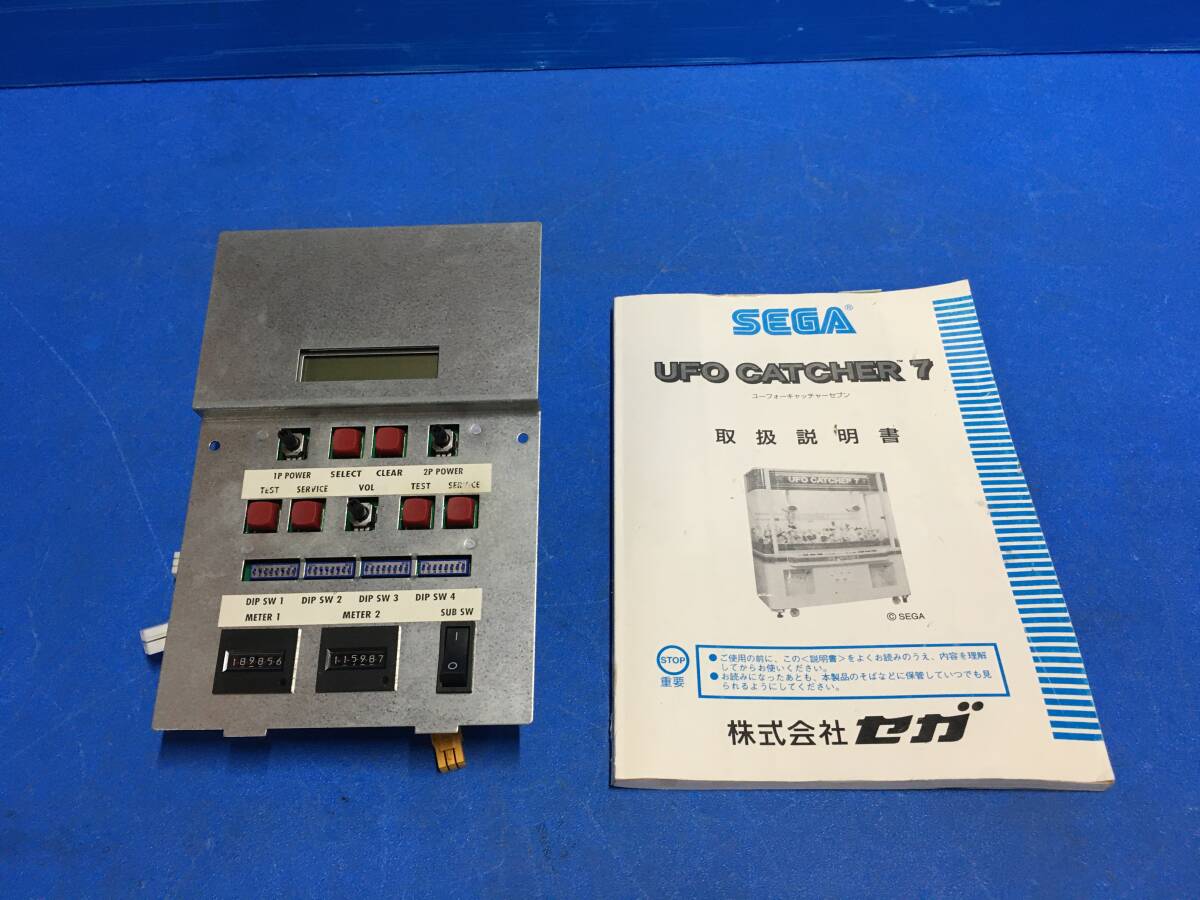 1P POWER SELECT CLEAR 2P POWER
TEST SERVICE VOL TEST SERVICE
DIP SW 1 DIP SW 2 DIP SW 3 DIP SW 4
METER 1 METER 2 SUB SW
189856
115987
SEGA®
UFO CATCHER™ 7
ユーフォーキャッチャーセブン
取扱説明書
UFO CATCHER 7
© SEGA
STOP
重要
●ご使用の前に、この<説明書>をよくお読みのうえ、内容を理解
してからお使いください。
●お読みになったあとも、本製品のそばなどに保管していつでも見
られるようにしてください。
株式会社セガ